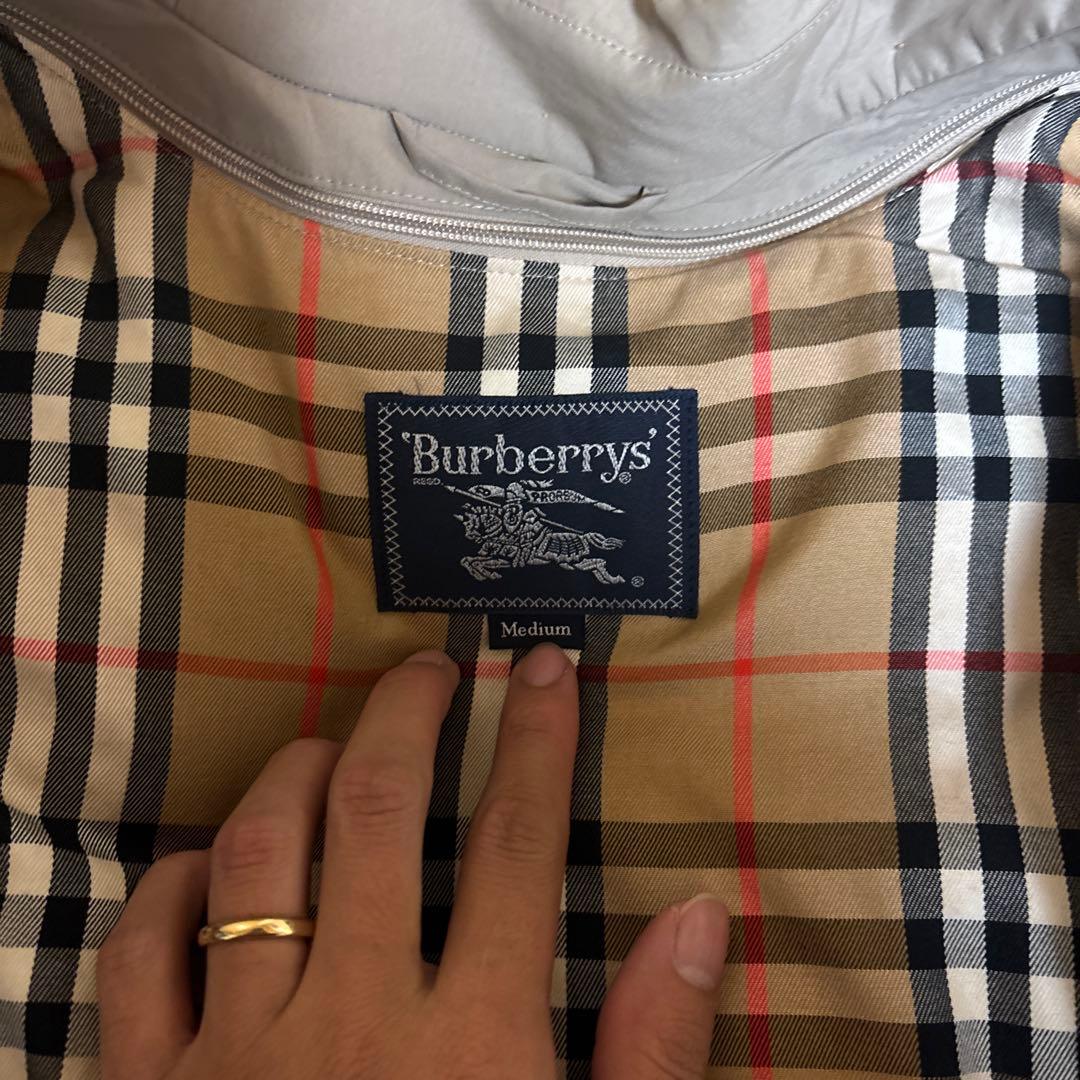 'Burberrys'®
REGD.
PRORSUM
®
Medium